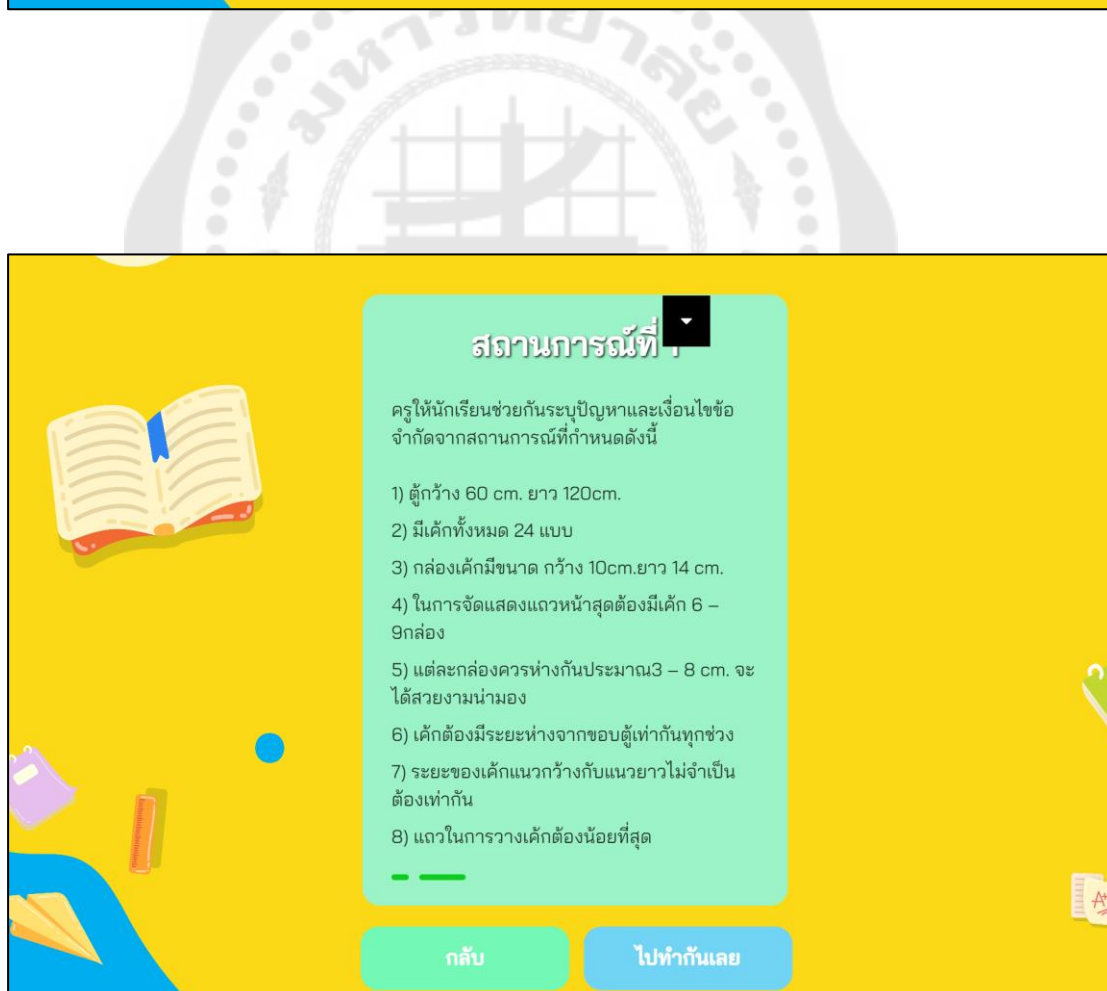 มหาวิทยาลัย
สถานการณ์ที่
ครูให้นักเรียนช่วยกันระบุปัญหาและเงื่อนไขข้อ
จำกัดจากสถานการณ์ที่กำหนดดังนี้
1) ตู้กว้าง 60 cm. ยาว 120cm.
2) มีเค้กทั้งหมด 24 แบบ
3) กล่องเค้กมีขนาด กว้าง 10cm.ยาว 14 cm.
4) ในการจัดแสดงแถวหน้าสุดต้องมีเค้ก 6 –
9กล่อง
5) แต่ละกล่องควรห่างกันประมาณ3 – 8 cm. จะ
ได้สวยงามน่ามอง
6) เค้กต้องมีระยะห่างจากขอบตู้เท่ากันทุกช่วง
7) ระยะของเค้กแนวกว้างกับแนวยาวไม่จำเป็น
ต้องเท่ากัน
8) แถวในการวางเค้กต้องน้อยที่สุด
กลับ
ไปทำกันเลย